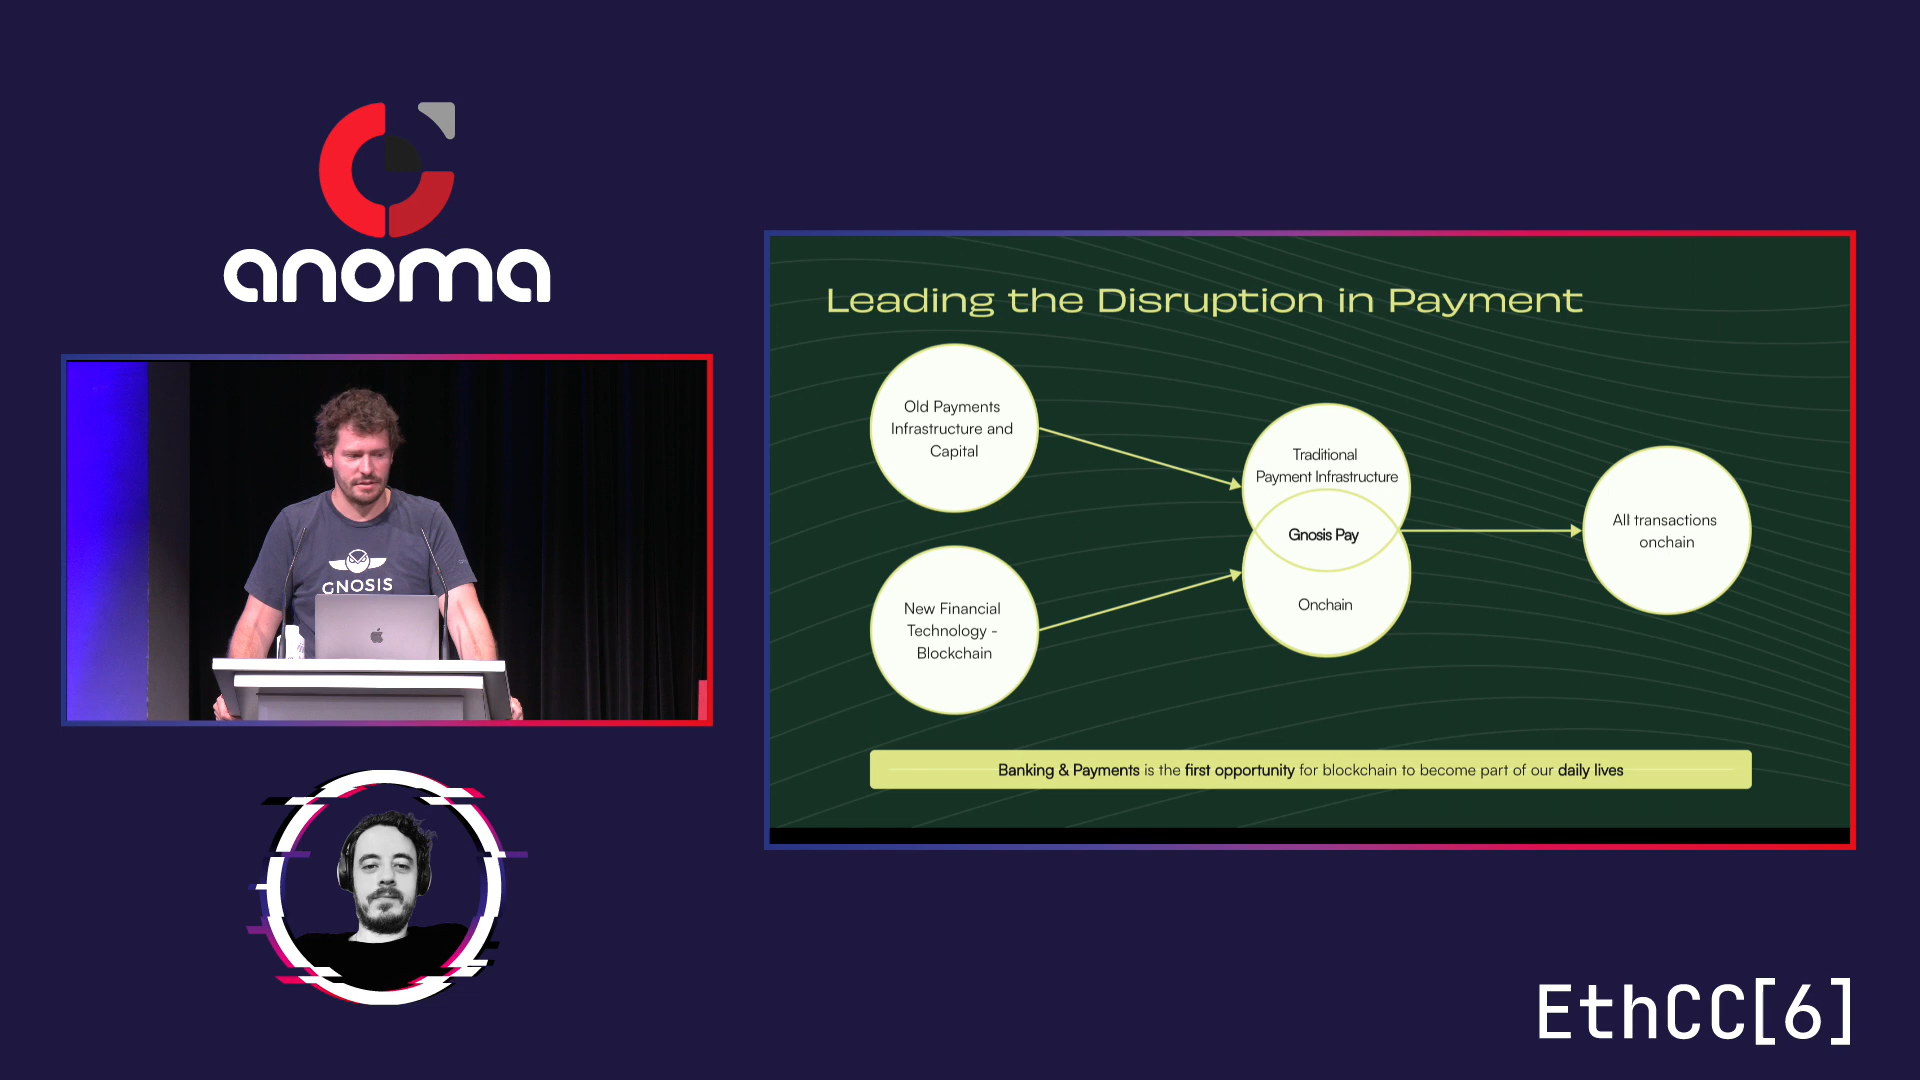 anoma
GNOSIS
Leading the Disruption in Payment
Old Payments
Infrastructure and
Capital
New Financial
Technology -
Blockchain
Traditional
Payment Infrastructure
Gnosis Pay
Onchain
All transactions
onchain
Banking & Payments is the first opportunity for blockchain to become part of our daily lives
EthCC[6]